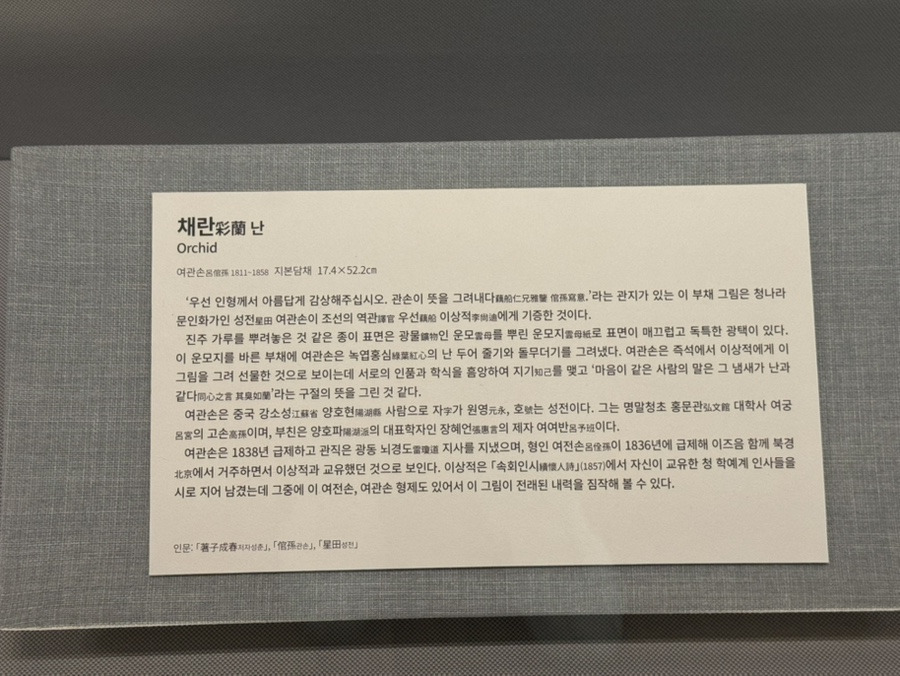 채란彩蘭 난
Orchid
여관손呂倌孫 1811-1858 지본담채 17.4×52.2㎝
‘우선 인형께서 아름답게 감상해주십시오. 관손이 뜻을 그려내다藕船仁兄雅鑒 倌孫寫意.’라는 관지가 있는 이 부채 그림은 청나라
문인화가인 성전星田 여관손이 조선의 역관譯官 우선藕船 이상적李尙迪에게 기증한 것이다.
진주 가루를 뿌려놓은 것 같은 종이 표면은 광물鑛物인 운모雲母를 뿌린 운모지雲母紙로 표면이 매끄럽고 독특한 광택이 있다.
이 운모지를 바른 부채에 여관손은 녹엽홍심綠葉紅心의 난 두어 줄기와 돌무더기를 그려냈다. 여관손은 즉석에서 이상적에게 이
그림을 그려 선물한 것으로 보이는데 서로의 인품과 학식을 흠앙하여 지기知己를 맺고 ‘마음이 같은 사람의 말은 그 냄새가 난과
같다同心之言 其臭如蘭’라는 구절의 뜻을 그린 것 같다.
여관손은 중국 강소성江蘇省 양호현陽湖縣 사람으로 자字가 원영元永, 호號는 성전이다. 그는 명말청초 홍문관弘文館 대학사 여궁
呂宮의 고손高孫이며, 부친은 양호파陽湖派의 대표학자인 장혜언張惠言의 제자 여여반呂予班이다.
여관손은 1838년 급제하고 관직은 광동 뇌경도雷瓊道 지사를 지냈으며, 형인 여전손呂佺孫이 1836년에 급제해 이즈음 함께 북경
北京에서 거주하면서 이상적과 교유했던 것으로 보인다. 이상적은 「속회인시續懷人詩」(1857)에서 자신이 교유한 청 학예계 인사들을
시로 지어 남겼는데 그중에 이 여전손, 여관손 형제도 있어서 이 그림이 전래된 내력을 짐작해 볼 수 있다.
인문: 「著子成春저자성춘」, 「倌孫관손」, 「星田성전」